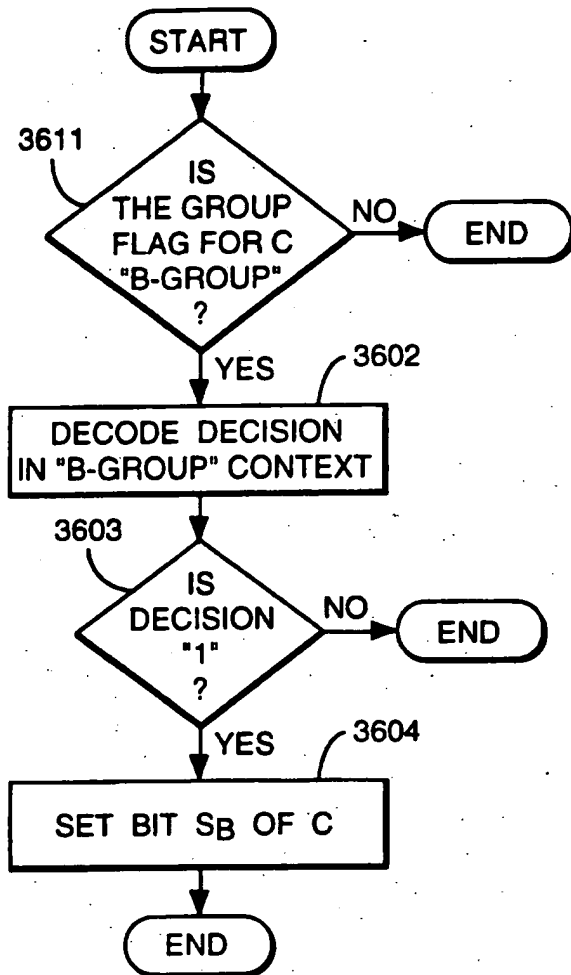 START
3611
IS
THE GROUP
FLAG FOR C
"B-GROUP"
?
NO
END
YES
3602
DECODE DECISION
IN "B-GROUP" CONTEXT
3603
IS
DECISION
"1"
?
NO
END
YES
3604
SET BIT SB OF C
END